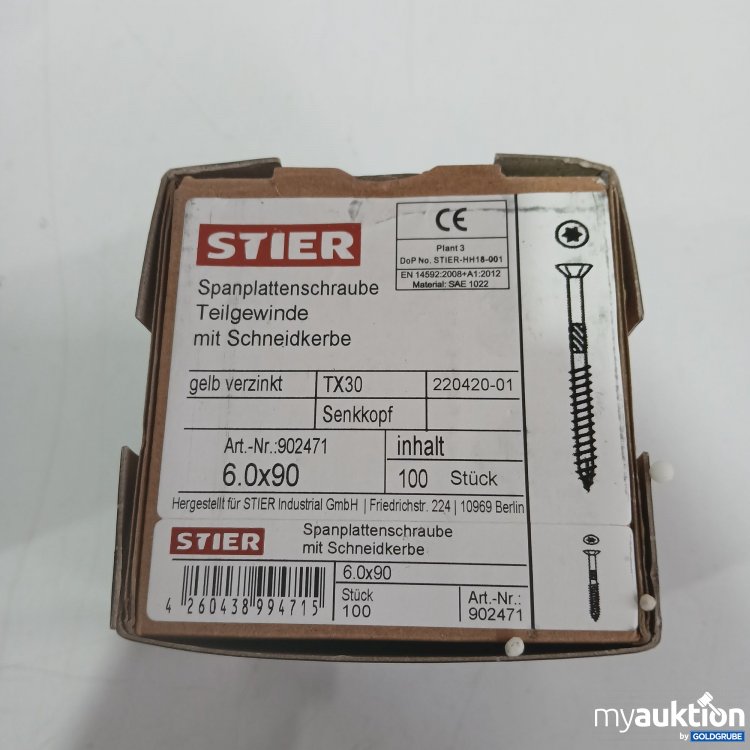 STIER
CE
Plant 3
DoP No. STIER-HH18-001
EN 14592:2008+A1:2012
Material: SAE 1022
Spanplattenschraube
Teilgewinde
mit Schneidkerbe
gelb verzinkt TX30 220420-01
Senkkopf
Art.-Nr.:902471 inhalt
6.0x90 100 Stück
Hergestellt für STIER Industrial GmbH | Friedrichstr. 224 | 10969 Berlin
STIER
Spanplattenschraube
mit Schneidkerbe
6.0x90
4 260438 994715
Stück
100
Art.-Nr.:
902471
myauktion
by GOLDGRUBE